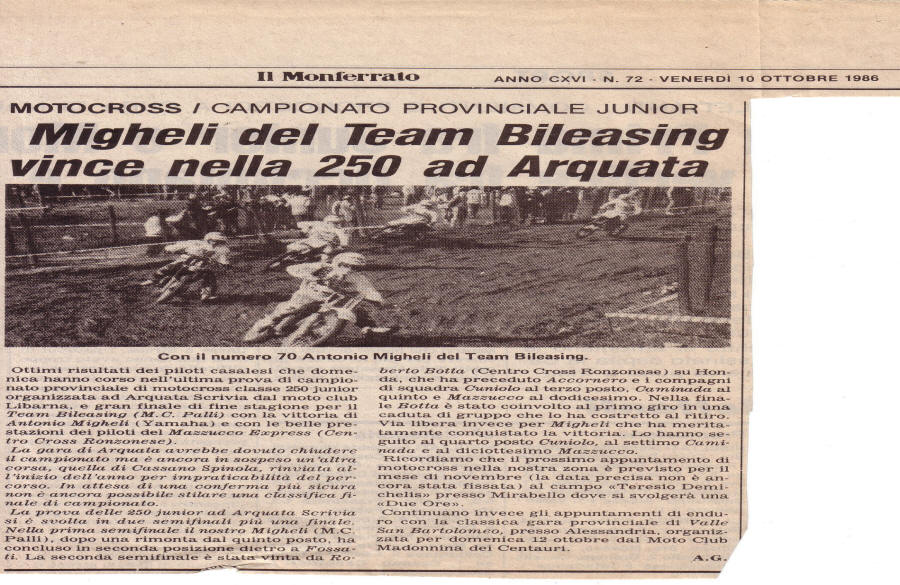 Il Monferrato
ANNO CXVI - N. 72 - VENERDÌ 10 OTTOBRE 1986
MOTOCROSS / CAMPIONATO PROVINCIALE JUNIOR
Migheli del Team Bileasing
vince nella 250 ad Arquata
Con il numero 70 Antonio Migheli del Team Bileasing.
Ottimi risultati dei piloti casalesi che dome-
nica hanno corso nell'ultima prova di campio-
nato provinciale di motocross classe 250 junior
organizzata ad Arquata Scrivia dal moto club
Libarna, e gran finale di fine stagione per il
Team Bileasing (M.C. Palli) con la vittoria di
Antonio Migheli (Yamaha) e con le belle pre-
stazioni dei piloti del Mazzucco Express (Cen-
tro Cross Ronzonese).
La gara di Arquata avrebbe dovuto chiudere
il campionato ma è ancora in sospeso un'altra
corsa, quella di Cassano Spinola, rinviata al-
l'inizio dell'anno per impraticabilità del per-
corso. In attesa di una conferma più sicura
non è ancora possibile stilare una classifica fi-
nale di campionato.
La prova delle 250 junior ad Arquata Scrivia
si è svolta in due semifinali più una finale.
Nella prima semifinale il nostro Migheli (M.C.
Palli), dopo una rimonta dal quinto posto, ha
concluso in seconda posizione dietro a Fossa-
ti. La seconda semifinale è stata vinta da Ro-
berto Botta (Centro Cross Ronzonese) su Hon-
da, che ha preceduto Accornero e i compagni
di squadra Cuniolo al terzo posto, Caminada al
quinto e Mazzucco al dodicesimo. Nella fina-
le Botta è stato coinvolto al primo giro in una
caduta di gruppo che lo ha costretto al ritiro.
Via libera invece per Migheli che ha merita-
tamente conquistato la vittoria. Lo hanno se-
guito al quarto posto Cuniolo, al settimo Cami-
nada e al diciottesimo Mazzucco.
Ricordiamo che il prossimo appuntamento di
motocross nella nostra zona è previsto per il
mese di novembre (la data precisa non è an-
cora stata fissata) al campo «Teresio Demi-
chelis» presso Mirabello dove si svolgerà una
«Due Ore».
Continuano invece gli appuntamenti di endu-
ro con la classica gara provinciale di Valle
San Bartolomeo, presso Alessandria, organiz-
zata per domenica 12 ottobre dal Moto Club
Madonnina dei Centauri.
A.G.